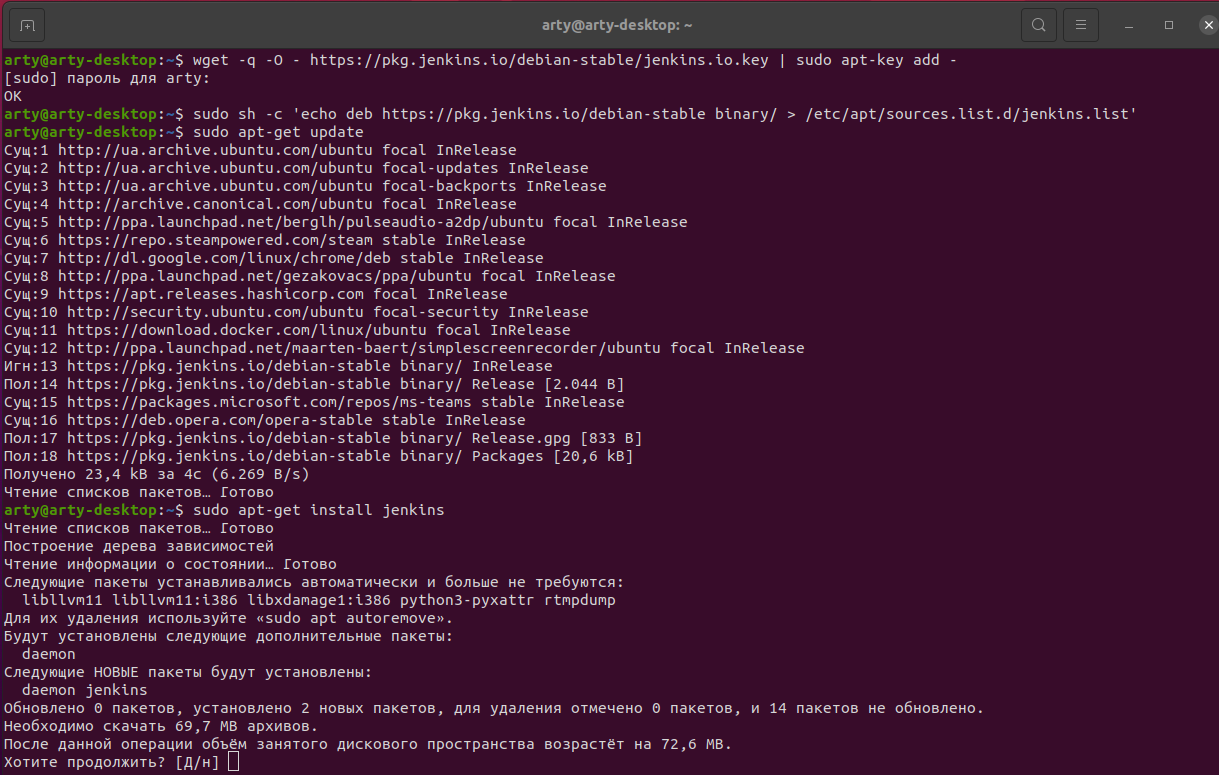 arty@arty-desktop: ~
arty@arty-desktop:~$ wget -q -O - https://pkg.jenkins.io/debian-stable/jenkins.io.key | sudo apt-key add -
[sudo] пароль для arty:
OK
arty@arty-desktop:~$ sudo sh -c 'echo deb https://pkg.jenkins.io/debian-stable binary/ > /etc/apt/sources.list.d/jenkins.list'
arty@arty-desktop:~$ sudo apt-get update
Сущ:1 http://ua.archive.ubuntu.com/ubuntu focal InRelease
Сущ:2 http://ua.archive.ubuntu.com/ubuntu focal-updates InRelease
Сущ:3 http://ua.archive.ubuntu.com/ubuntu focal-backports InRelease
Сущ:4 http://archive.canonical.com/ubuntu focal InRelease
Сущ:5 http://ppa.launchpad.net/berglh/pulseaudio-a2dp/ubuntu focal InRelease
Сущ:6 https://repo.steampowered.com/steam stable InRelease
Сущ:7 http://dl.google.com/linux/chrome/deb stable InRelease
Сущ:8 http://ppa.launchpad.net/gezakovacs/ppa/ubuntu focal InRelease
Сущ:9 https://apt.releases.hashicorp.com focal InRelease
Сущ:10 http://security.ubuntu.com/ubuntu focal-security InRelease
Сущ:11 https://download.docker.com/linux/ubuntu focal InRelease
Сущ:12 http://ppa.launchpad.net/maarten-baert/simplescreenrecorder/ubuntu focal InRelease
Игн:13 https://pkg.jenkins.io/debian-stable binary/ InRelease
Пол:14 https://pkg.jenkins.io/debian-stable binary/ Release [2.044 B]
Сущ:15 https://packages.microsoft.com/repos/ms-teams stable InRelease
Сущ:16 https://deb.opera.com/opera-stable stable InRelease
Пол:17 https://pkg.jenkins.io/debian-stable binary/ Release.gpg [833 B]
Пол:18 https://pkg.jenkins.io/debian-stable binary/ Packages [20,6 kB]
Получено 23,4 kB за 4с (6.269 B/s)
Чтение списков пакетов… Готово
arty@arty-desktop:~$ sudo apt-get install jenkins
Чтение списков пакетов… Готово
Построение дерева зависимостей
Чтение информации о состоянии… Готово
Следующие пакеты устанавливались автоматически и больше не требуются:
  libllvm11 libllvm11:i386 libxdamage1:i386 python3-pyxattr rtmpdump
Для их удаления используйте «sudo apt autoremove».
Будут установлены следующие дополнительные пакеты:
  daemon
Следующие НОВЫЕ пакеты будут установлены:
  daemon jenkins
Обновлено 0 пакетов, установлено 2 новых пакетов, для удаления отмечено 0 пакетов, и 14 пакетов не обновлено.
Необходимо скачать 69,7 MB архивов.
После данной операции объём занятого дискового пространства возрастёт на 72,6 MB.
Хотите продолжить? [Д/н]